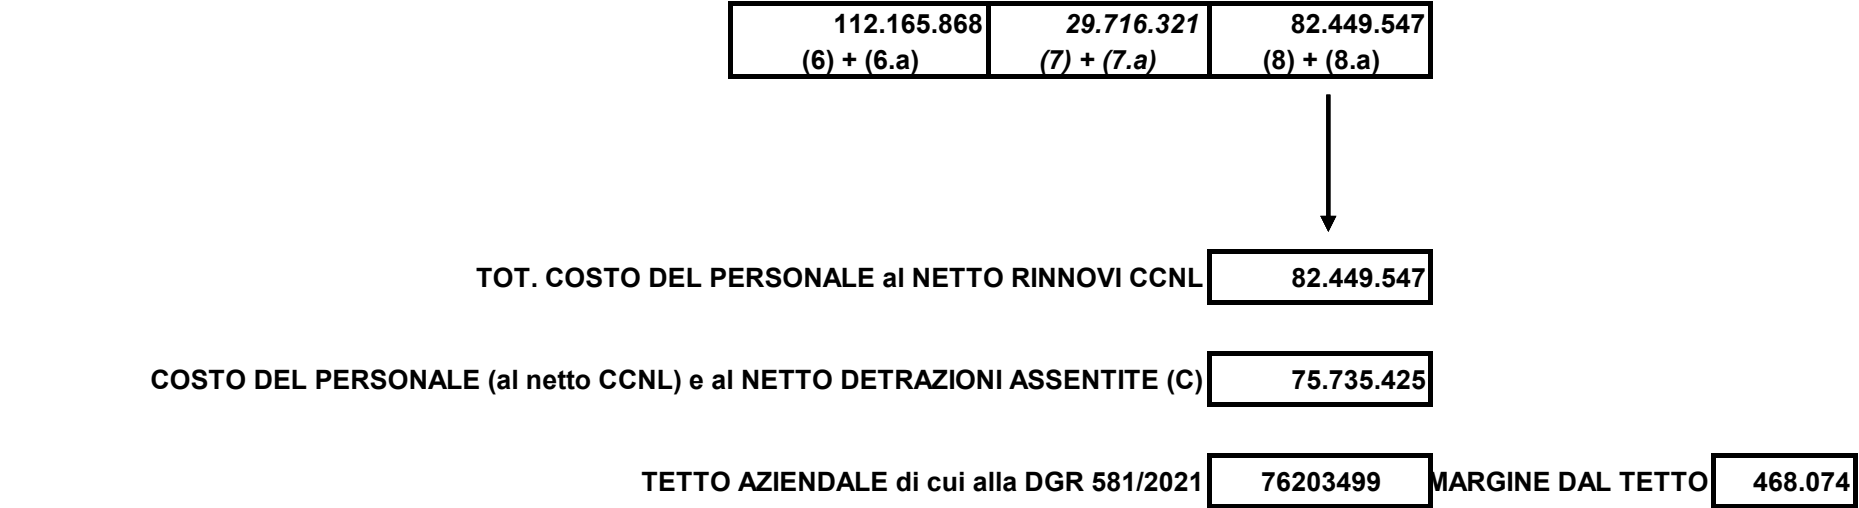 112.165.868 29.716.321 82.449.547
(6) + (6.a) (7) + (7.a) (8) + (8.a)
TOT. COSTO DEL PERSONALE al NETTO RINNOVI CCNL 82.449.547
COSTO DEL PERSONALE (al netto CCNL) e al NETTO DETRAZIONI ASSENTITE (C) 75.735.425
TETTO AZIENDALE di cui alla DGR 581/2021 76203499 MARGINE DAL TETTO 468.074